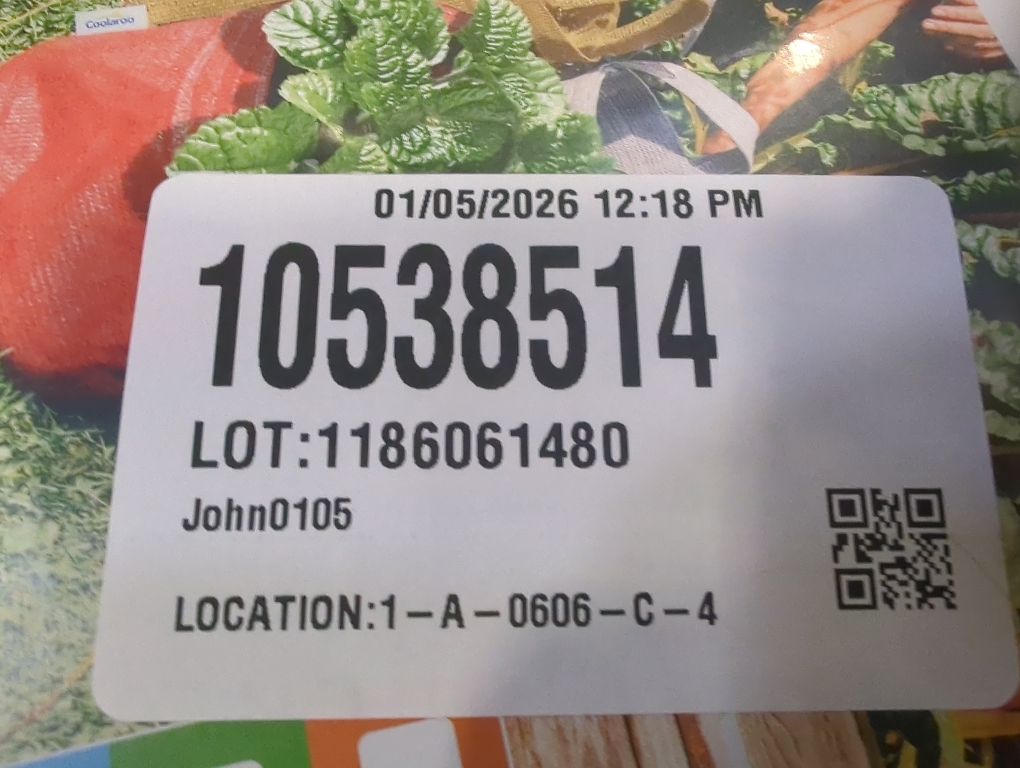 Coolaroo
01/05/2026 12:18 PM
10538514
LOT:1186061480
John0105
LOCATION:1-A-0606-C-4